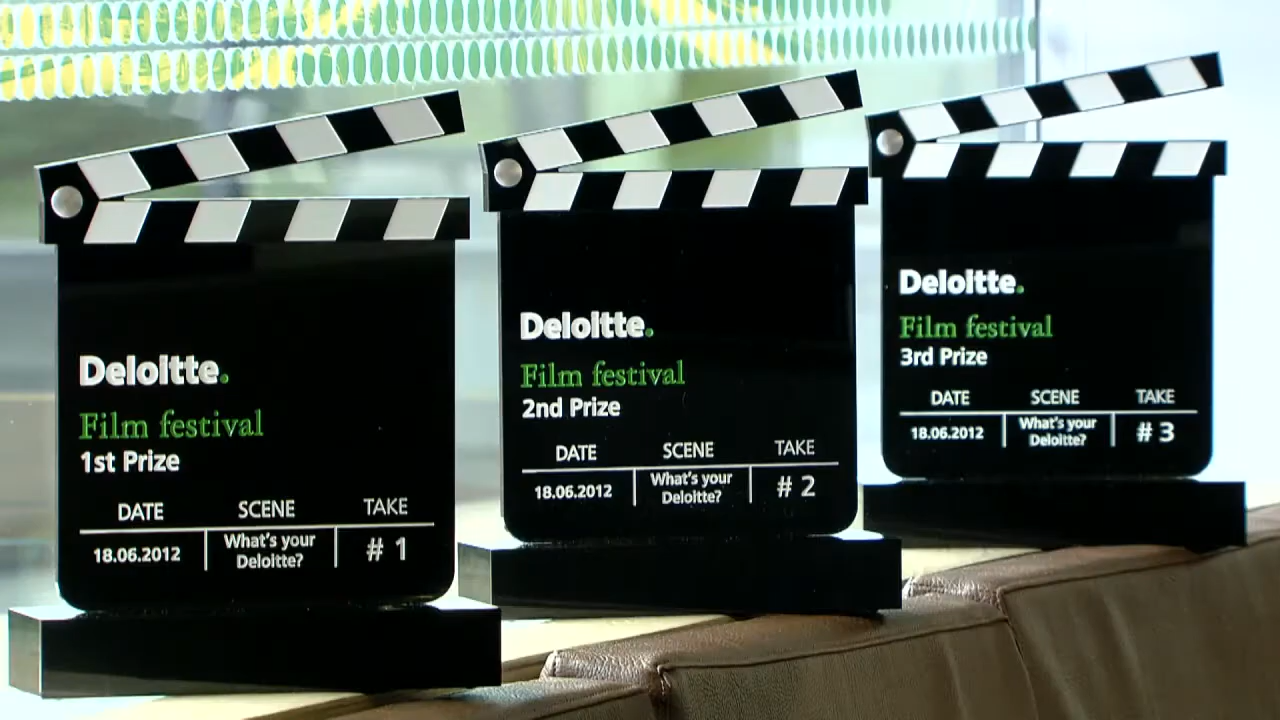 Deloitte.
Film festival
1st Prize
DATE SCENE TAKE
18.06.2012 What's your Deloitte? # 1
Deloitte.
Film festival
2nd Prize
DATE SCENE TAKE
18.06.2012 What's your Deloitte? # 2
Deloitte.
Film festival
3rd Prize
DATE SCENE TAKE
18.06.2012 What's your Deloitte? # 3